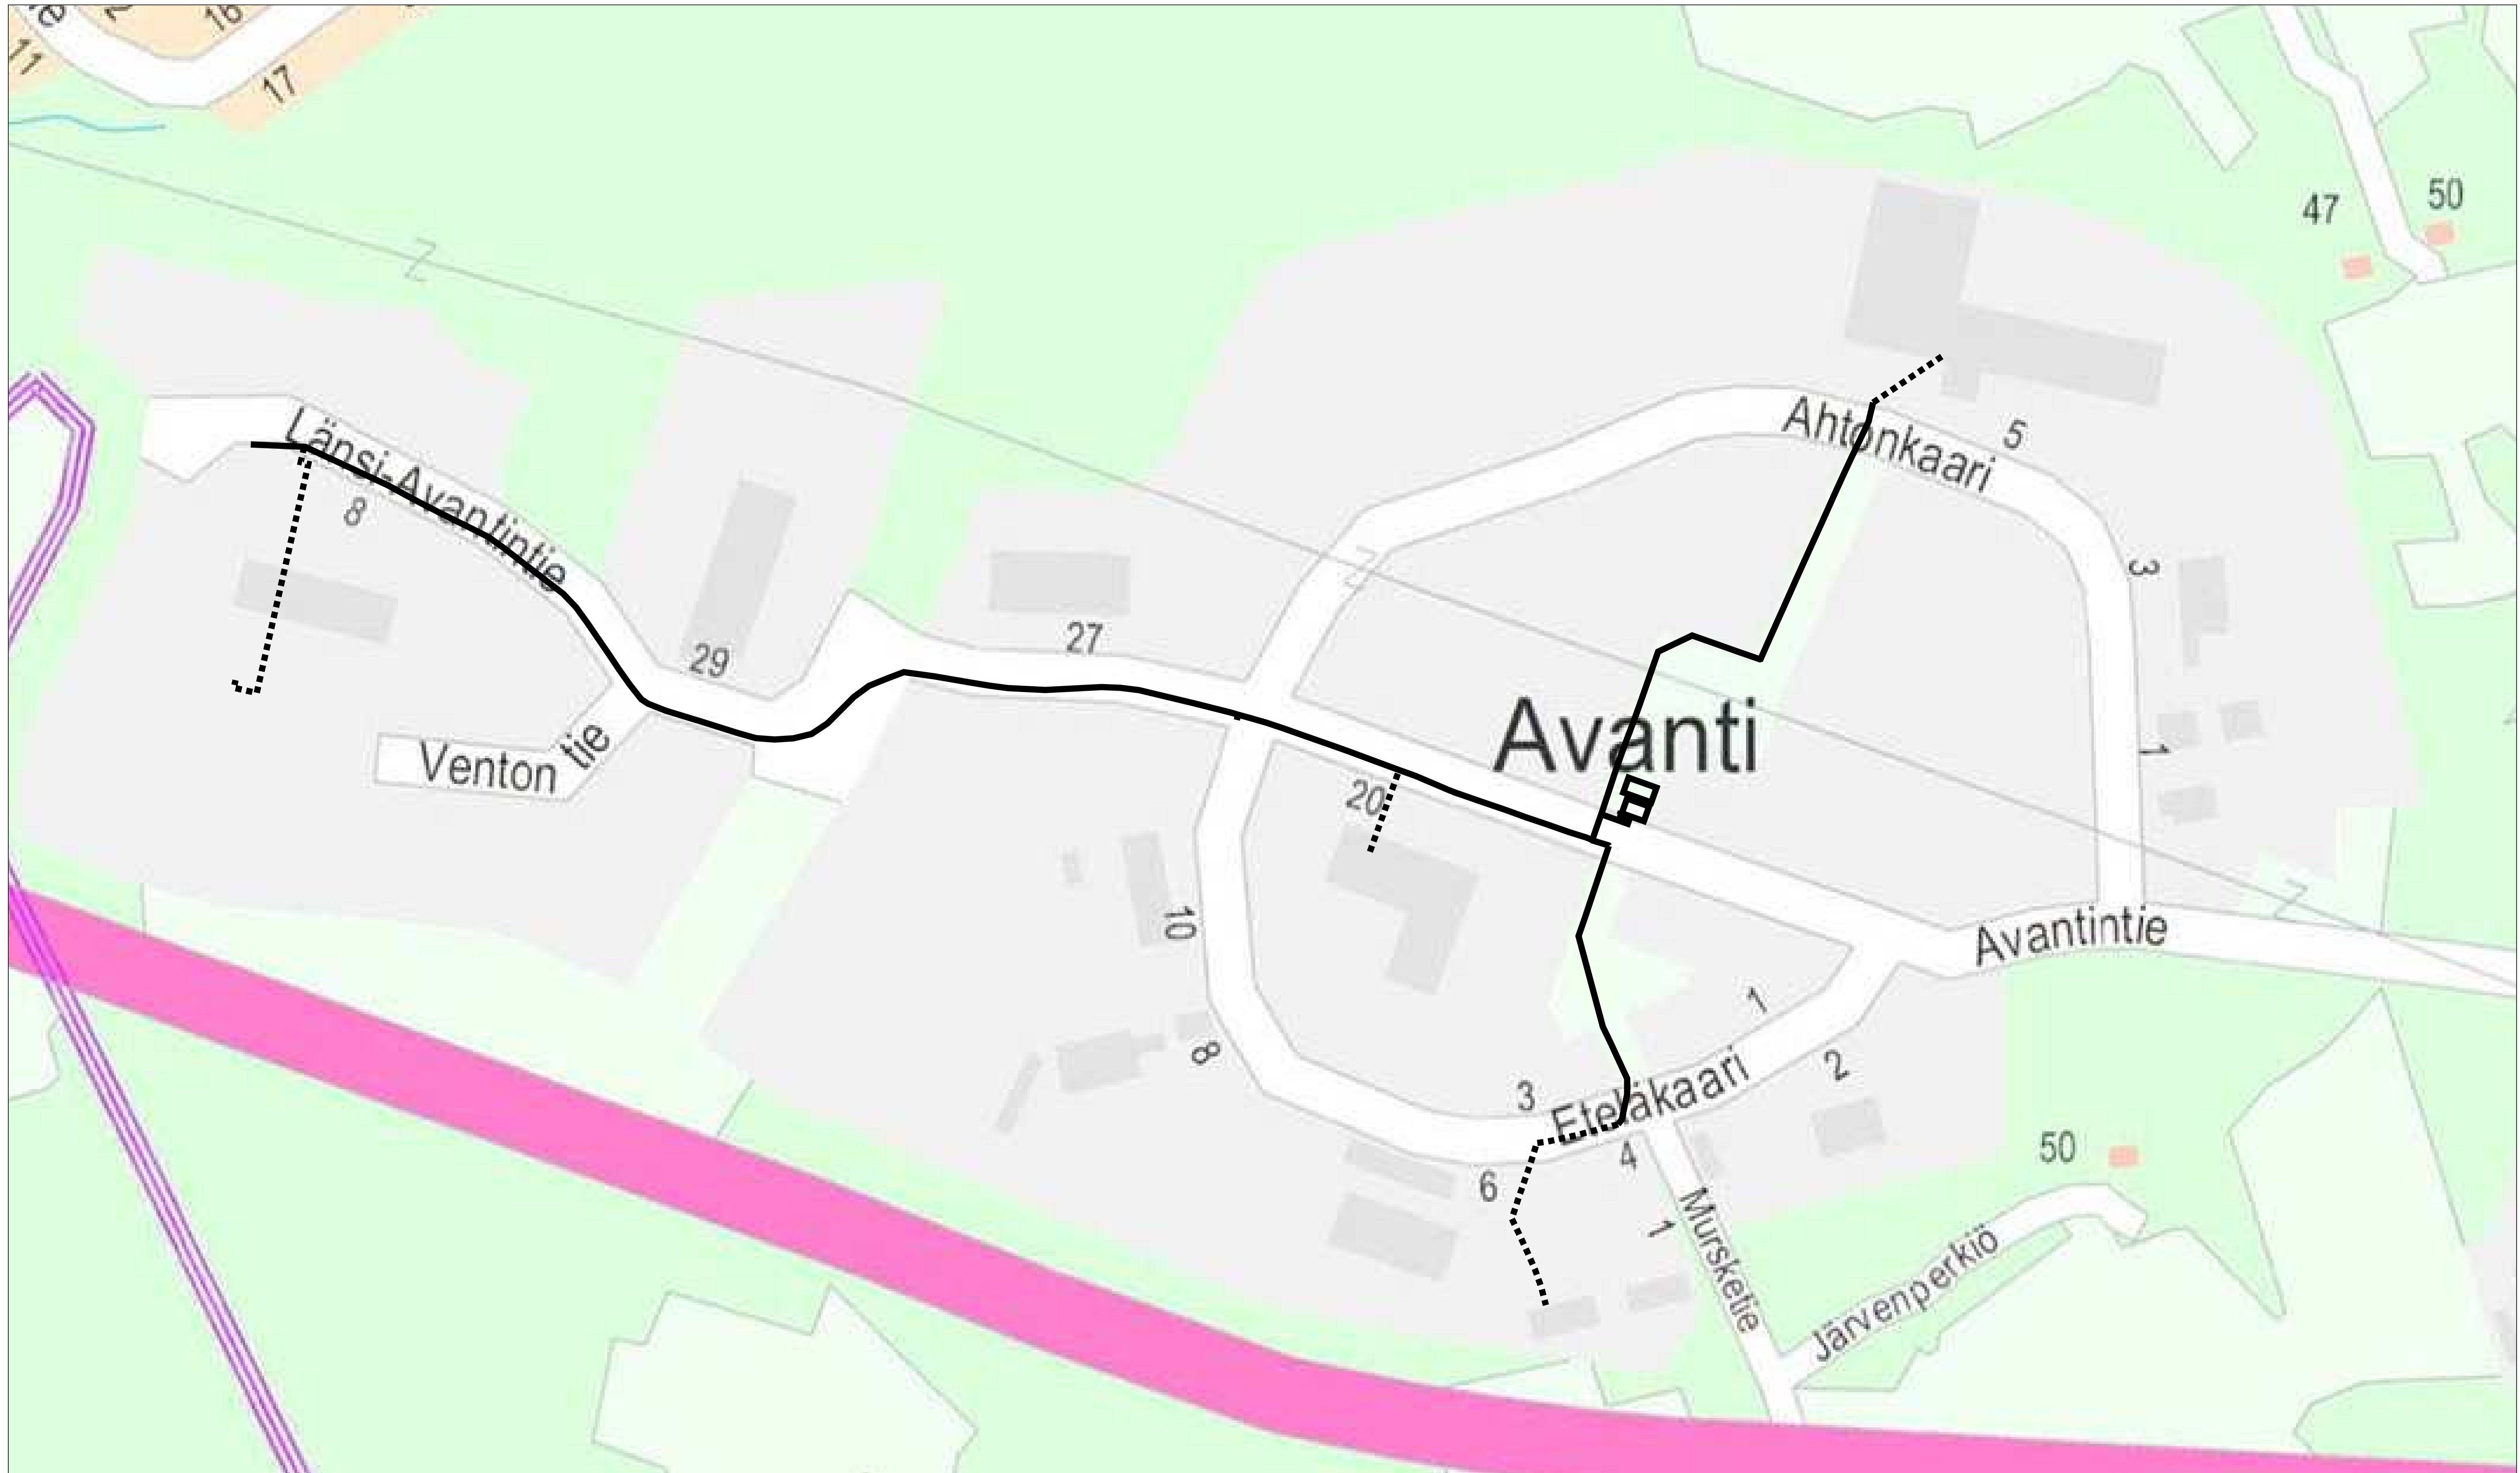 16
11
17
47
50
Ahtonkaari
5
Länsi-Avantintie
8
3
27
29
Avanti
1
Venton
tie
20
10
Avantintie
1
8
2
3
Eteläkaari
4
50
6
1
Mursketie
Järvenperkiö